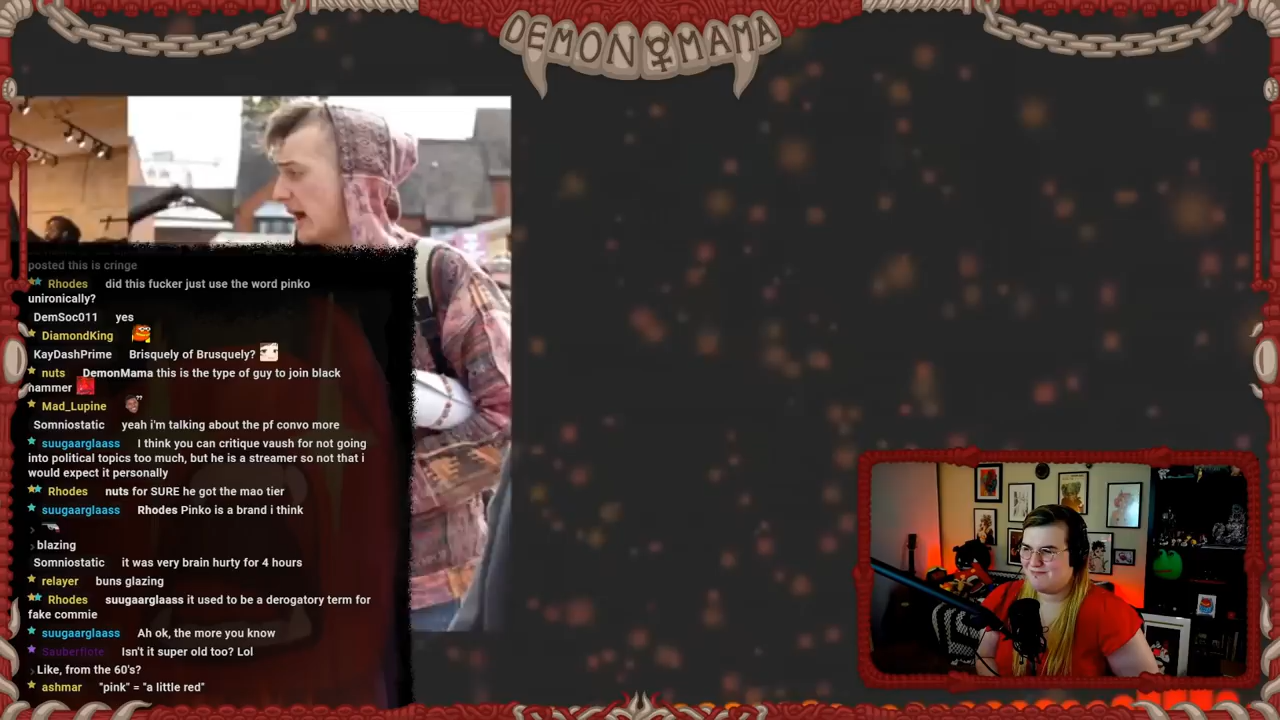 DEMON MAMA
posted this is cringe
Rhodes did this fucker just use the word pinko
unironically?
DemSoc011 yes
DiamondKing
KayDashPrime Brisquely of Brusquely?
nuts DemonMama this is the type of guy to join black
hammer
Mad_Lupine
Somniostatic yeah i'm talking about the pf convo more
suugaarglaass I think you can critique vaush for not going
into political topics too much, but he is a streamer so not that i
would expect it personally
Rhodes nuts for SURE he got the mao tier
suugaarglaass Rhodes Pinko is a brand i think
blazing
Somniostatic it was very brain hurty for 4 hours
relayer buns glazing
Rhodes suugaarglaass it used to be a derogatory term for
fake commie
suugaarglaass Ah ok, the more you know
Sauberflote Isn't it super old too? Lol
Like, from the 60's?
ashmar "pink" = "a little red"